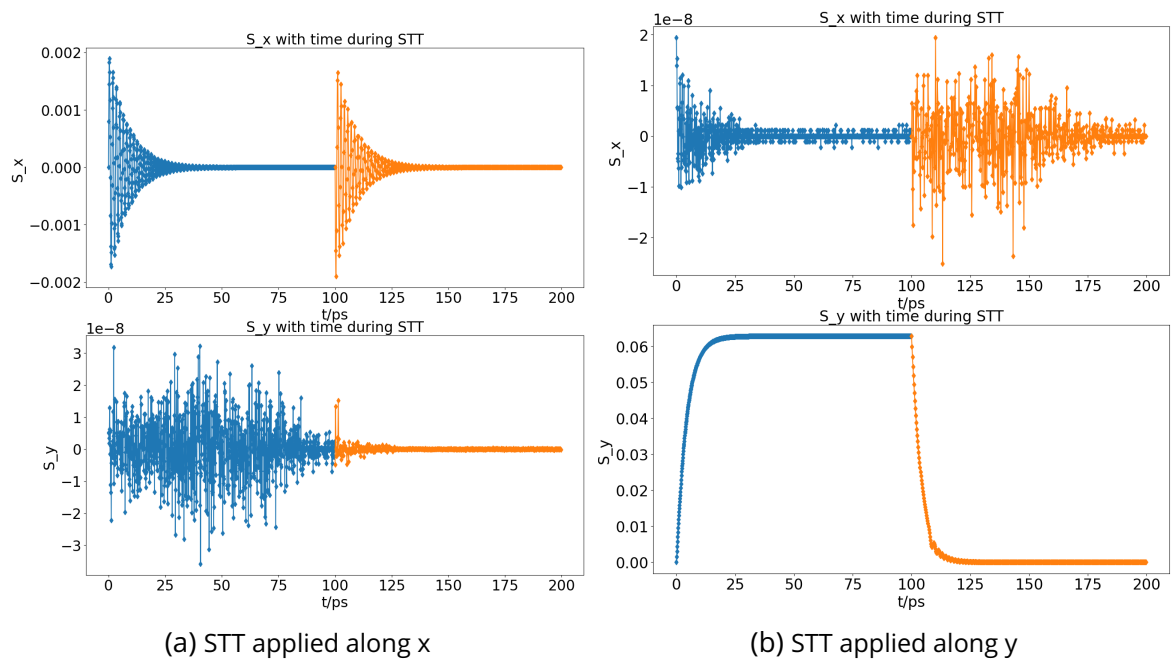 S_x with time during STT
0.002
0.001
0.000
−0.001
−0.002
S_x
0 25 50 75 100 125 150 175 200
t/ps
S_y with time during STT
1e−8
3
2
1
0
−1
−2
−3
S_y
0 25 50 75 100 125 150 175 200
t/ps
(a) STT applied along x
S_x with time during STT
1e−8
2
1
0
−1
−2
S_x
0 25 50 75 100 125 150 175 200
t/ps
S_y with time during STT
0.06
0.05
0.04
0.03
0.02
0.01
0.00
S_y
0 25 50 75 100 125 150 175 200
t/ps
(b) STT applied along y